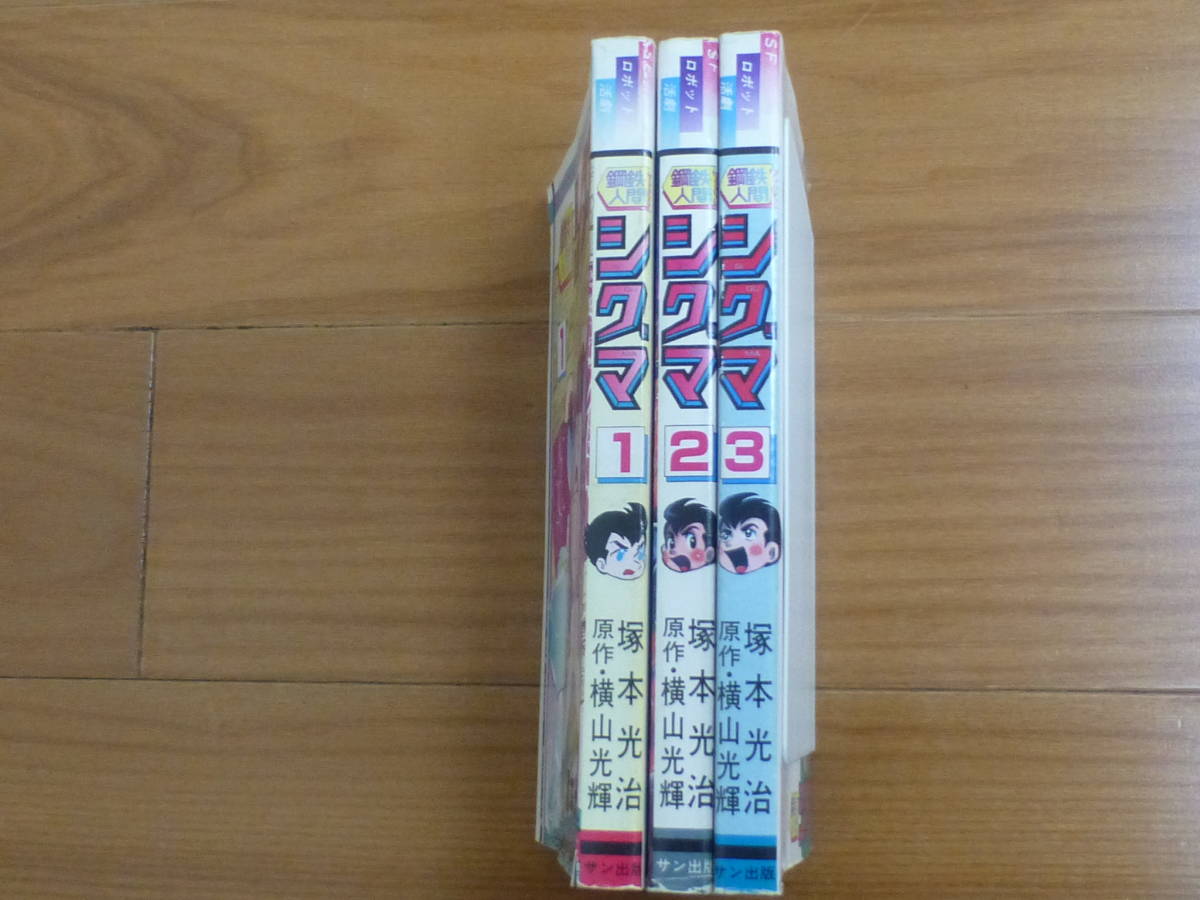 ロボット
活劇
鋼鉄
人間
シグマ
1
塚本光治
原作・横山光輝
サン出版
SF
ロボット
活劇
鋼鉄
人間
シグマ
2
塚本光治
原作・横山光輝
サン出版
SF
ロボット
活劇
鋼鉄
人間
シグマ
3
塚本光治
原作・横山光輝
サン出版
1